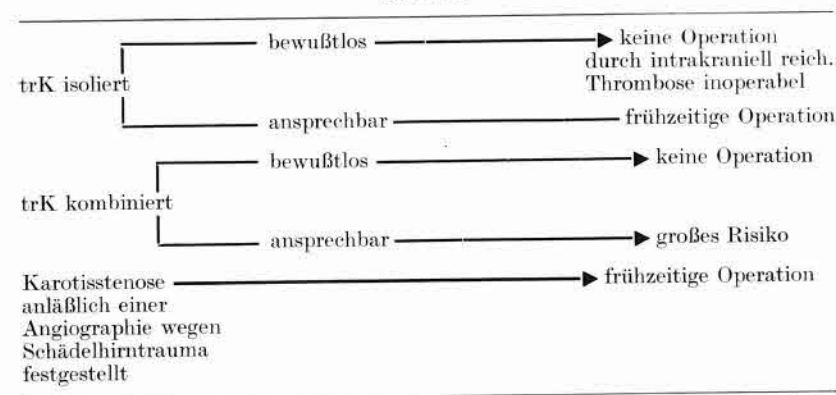 bewußtlos
keine Operation
durch intrakraniell reich.
Thrombose inoperabel
trK isoliert
ansprechbar
frühzeitige Operation
bewußtlos
keine Operation
trK kombiniert
ansprechbar
großes Risiko
Karotisstenose
frühzeitige Operation
anläßlich einer
Angiographie wegen
Schädelhirntrauma
festgestellt